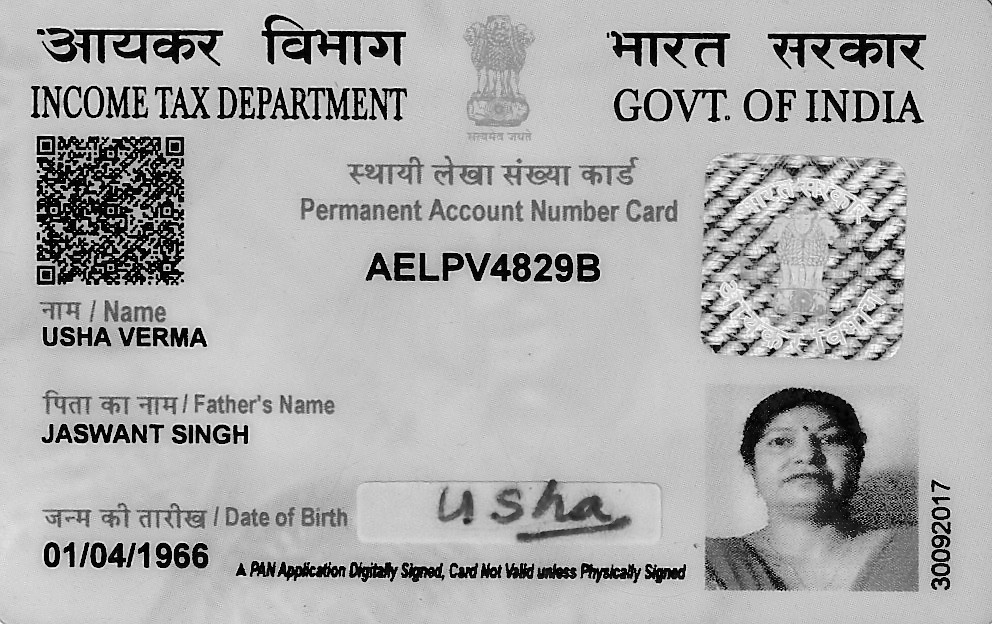 आयकर विभाग
INCOME TAX DEPARTMENT
सत्यमेव जयते
भारत सरकार
GOVT. OF INDIA
स्थायी लेखा संख्या कार्ड
Permanent Account Number Card
AELPV4829B
भारत सरकार
आयकर विभाग
नाम / Name
USHA VERMA
पिता का नाम / Father's Name
JASWANT SINGH
जन्म की तारीख / Date of Birth
01/04/1966
usha
A PAN Application Digitally Signed, Card Not Valid unless Physically Signed
30092017